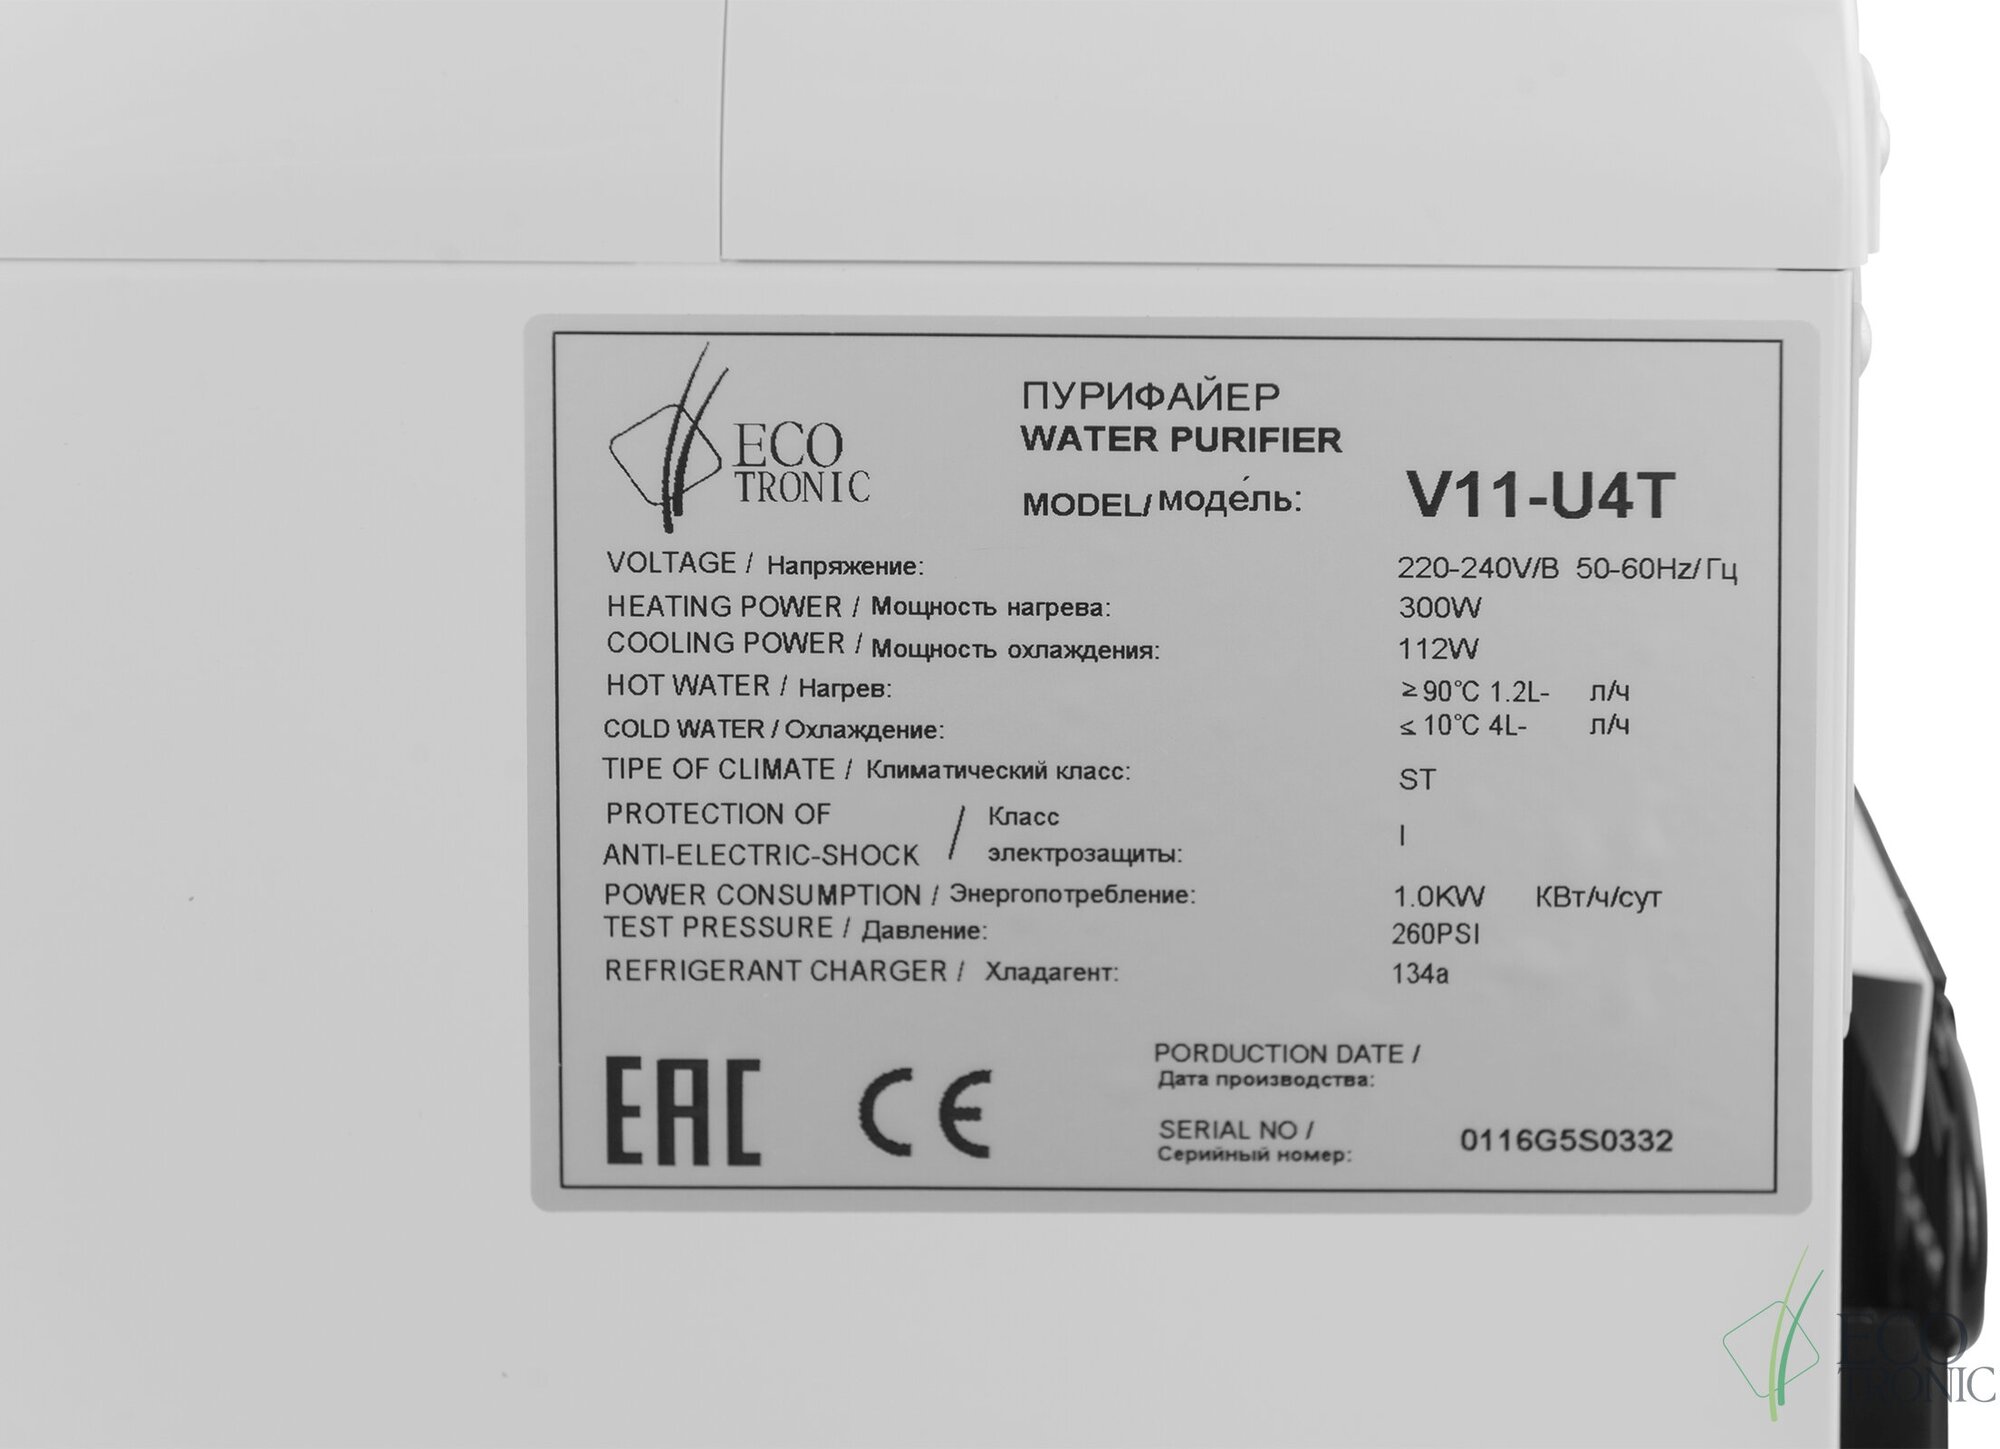 ECO
TRONIC
ПУРИФАЙЕР
WATER PURIFIER
MODEL/ моде́ль: V11-U4T
VOLTAGE / Напряжение: 220-240V/В 50-60Hz/Гц
HEATING POWER / Мощность нагрева: 300W
COOLING POWER / Мощность охлаждения: 112W
HOT WATER / Нагрев: ≥90℃ 1.2L- л/ч
COLD WATER / Охлаждение: ≤10℃ 4L- л/ч
TIPE OF CLIMATE / Климатический класс: ST
PROTECTION OF / Класс
ANTI-ELECTRIC-SHOCK электрозащиты: I
POWER CONSUMPTION / Энергопотребление: 1.0KW КВт/ч/сут
TEST PRESSURE / Давление: 260PSI
REFRIGERANT CHARGER / Хладагент: 134a
EAC CE
PORDUCTION DATE /
Дата производства:
SERIAL NO /
Серийный номер: 0116G5S0332
ECO
TRONIC